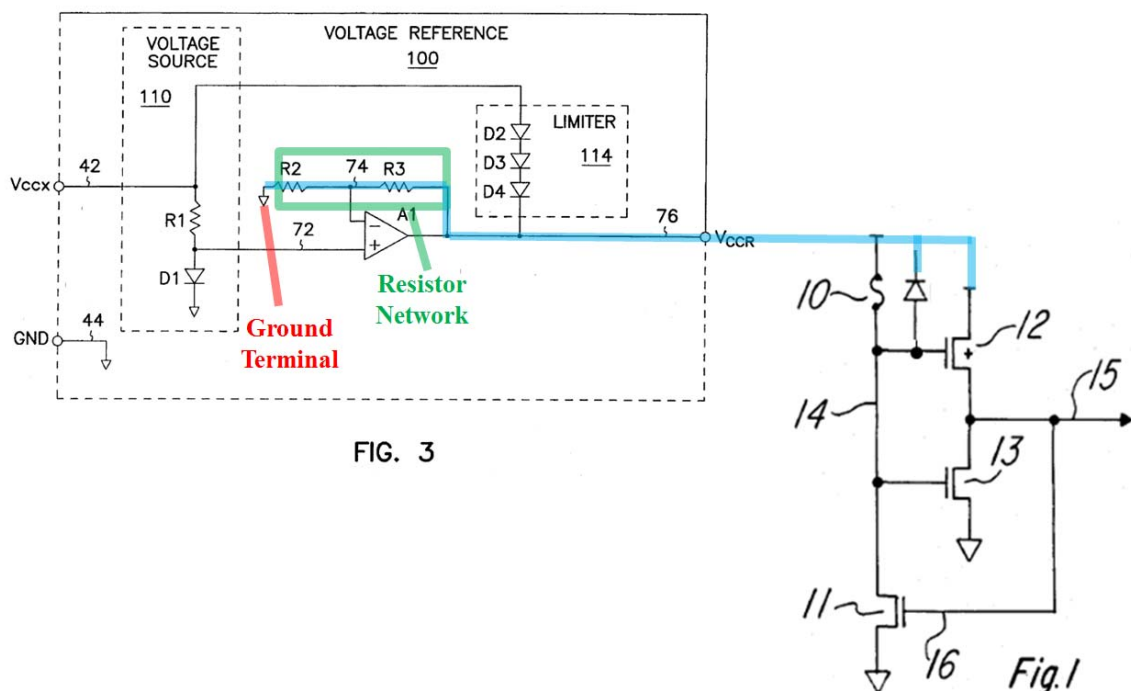 VOLTAGE
SOURCE
110
VOLTAGE REFERENCE
100
LIMITER
114
D2
D3
D4
VCCX
42
R2
74
R3
R1
72
A1
76
VCCR
D1
Resistor
Network
Ground
Terminal
GND
44
FIG. 3
10
12
14
15
13
11
16
Fig.1